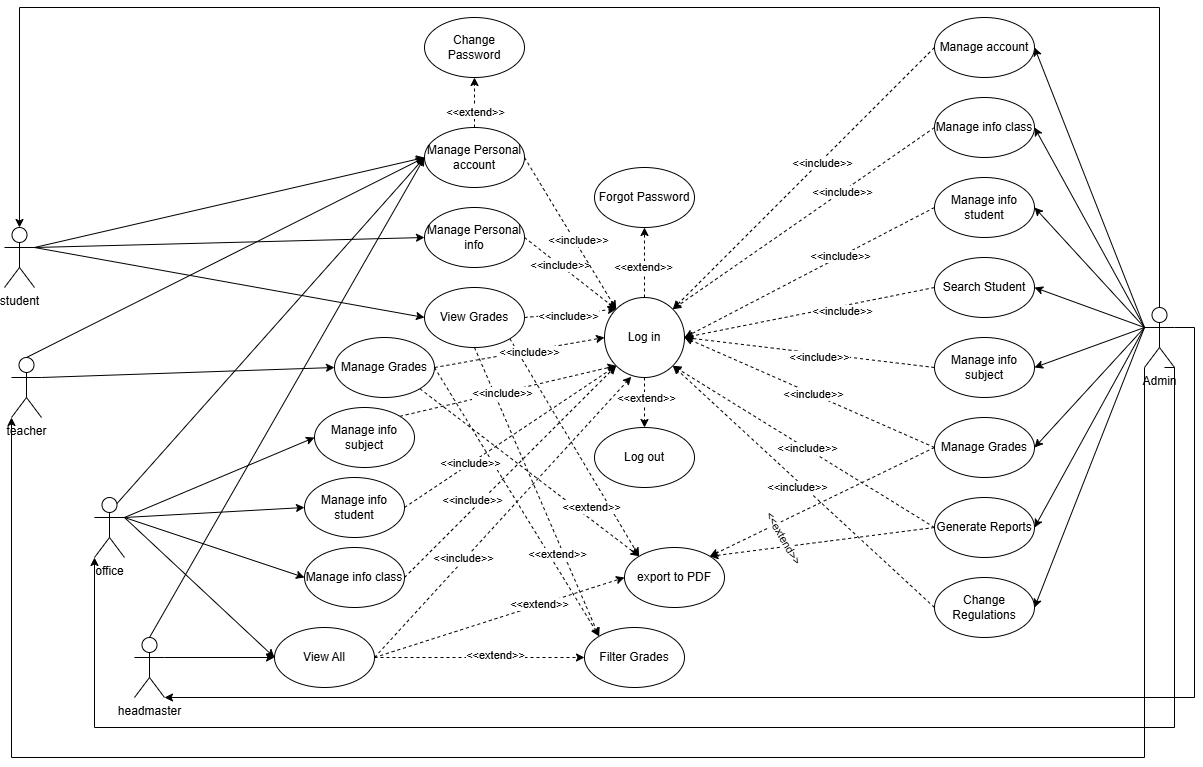 Change
Password
<<extend>>
Manage Personal
account
Manage Personal
info
View Grades
Manage Grades
Manage info
subject
Manage info
student
Manage info class
View All
Forgot Password
<<extend>>
Log in
<<extend>>
Log out
export to PDF
Filter Grades
<<include>>
<<include>>
<<include>>
<<include>>
<<include>>
<<include>>
<<include>>
<<include>>
<<extend>>
<<extend>>
<<extend>>
<<extend>>
<<include>>
<<include>>
<<include>>
<<include>>
<<include>>
<<include>>
<<include>>
<<include>>
<<extend>>
Manage account
Manage info class
Manage info
student
Search Student
Manage info
subject
Manage Grades
Generate Reports
Change
Regulations
student
teacher
office
headmaster
Admin